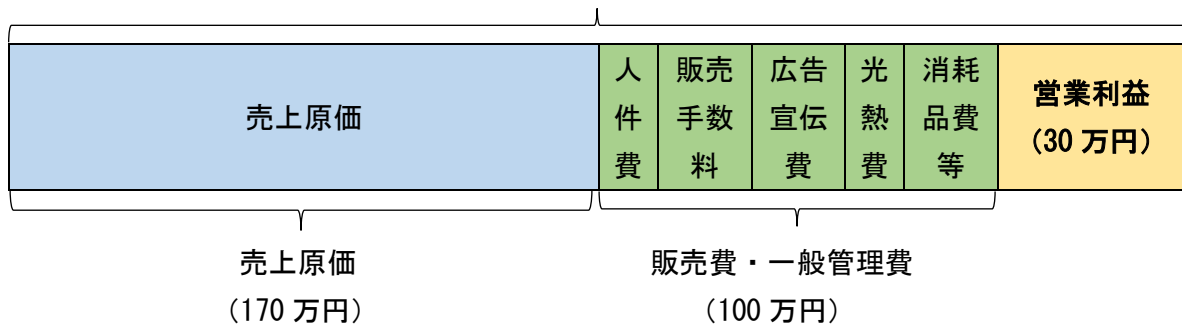 売上原価
人
件
費
販売
手数
料
広告
宣伝
費
光
熱
費
消耗
品費
等
営業利益
（30 万円）
売上原価
（170 万円）
販売費・一般管理費
（100 万円）